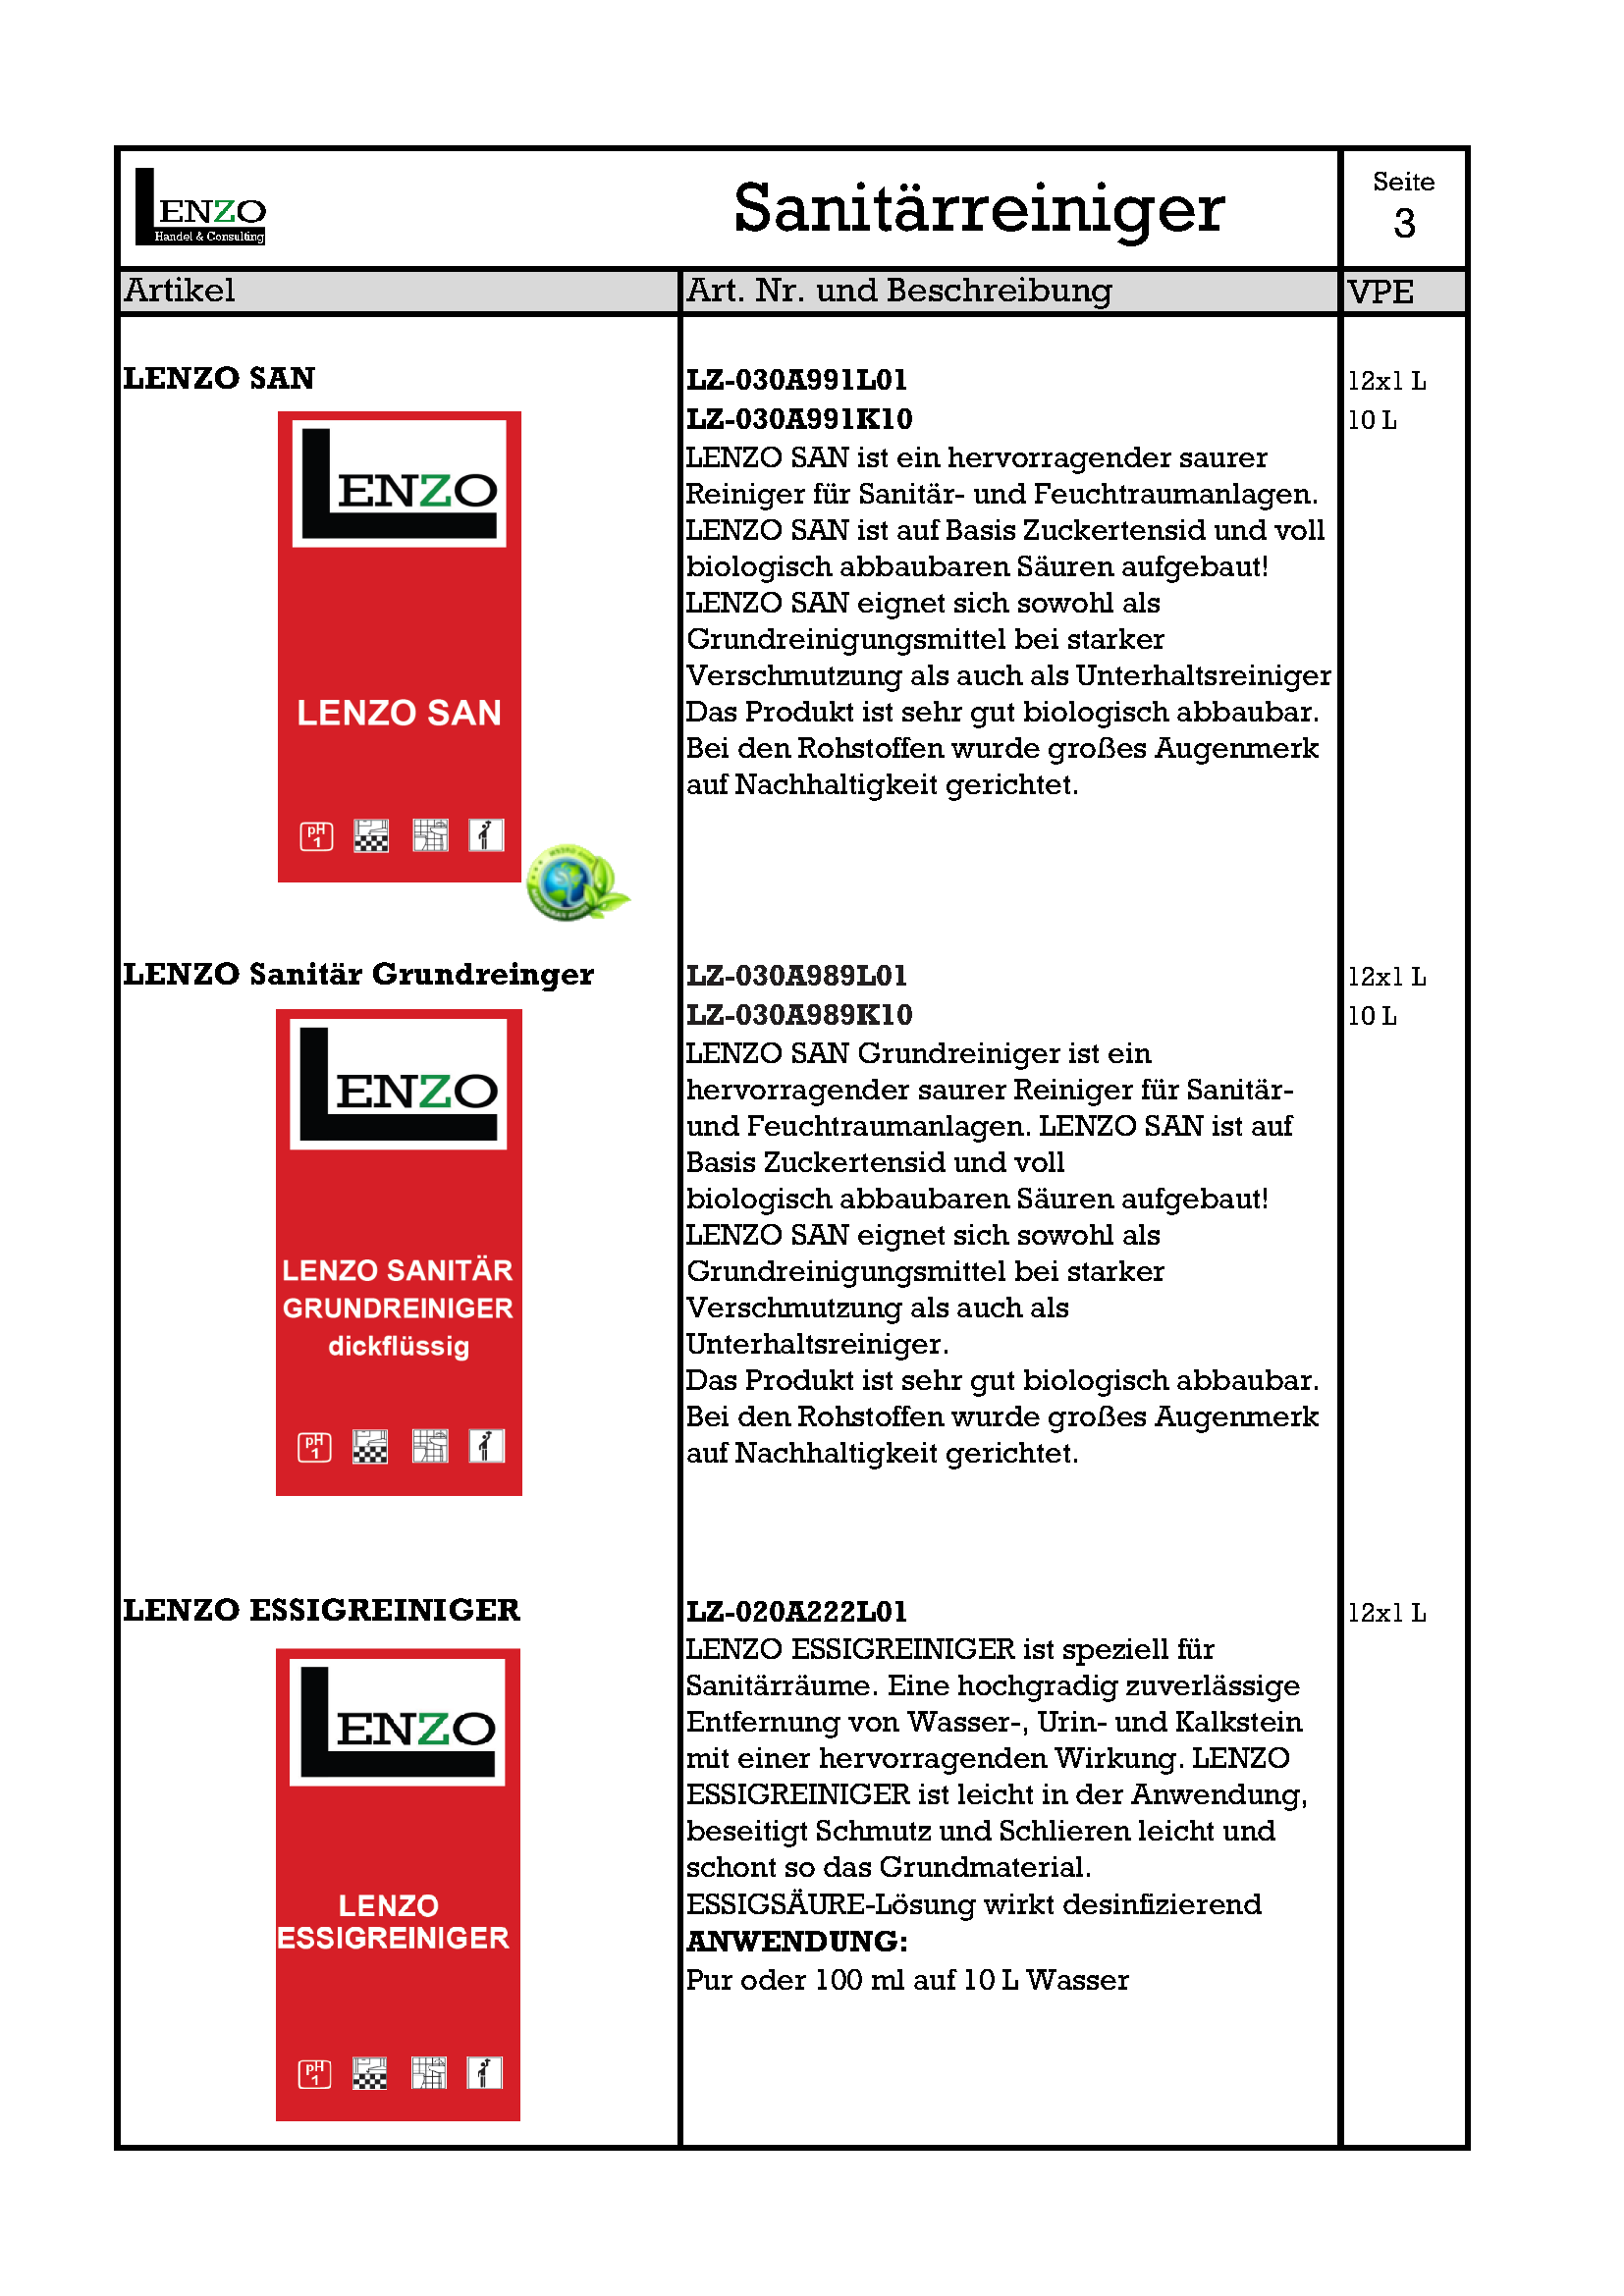 LENZO
Handel & Consulting
Sanitärreiniger
Seite
3
Artikel
Art. Nr. und Beschreibung
VPE
LENZO SAN
LZ-030A991L01
12x1 L
LZ-030A991K10
10 L
LENZO SAN ist ein hervorragender saurer
Reiniger für Sanitär- und Feuchtraumanlagen.
LENZO SAN ist auf Basis Zuckertensid und voll
biologisch abbaubaren Säuren aufgebaut!
LENZO SAN eignet sich sowohl als
Grundreinigungsmittel bei starker
Verschmutzung als auch als Unterhaltsreiniger
Das Produkt ist sehr gut biologisch abbaubar.
Bei den Rohstoffen wurde großes Augenmerk
auf Nachhaltigkeit gerichtet.
LENZO
LENZO SAN
pH
1
LENZO Sanitär Grundreinger
LZ-030A989L01
12x1 L
LZ-030A989K10
10 L
LENZO SAN Grundreiniger ist ein
hervorragender saurer Reiniger für Sanitär-
und Feuchtraumanlagen. LENZO SAN ist auf
Basis Zuckertensid und voll
biologisch abbaubaren Säuren aufgebaut!
LENZO SAN eignet sich sowohl als
Grundreinigungsmittel bei starker
Verschmutzung als auch als
Unterhaltsreiniger.
Das Produkt ist sehr gut biologisch abbaubar.
Bei den Rohstoffen wurde großes Augenmerk
auf Nachhaltigkeit gerichtet.
LENZO
LENZO SANITÄR
GRUNDREINIGER
dickflüssig
pH
1
LENZO ESSIGREINIGER
LZ-020A222L01
12x1 L
LENZO ESSIGREINIGER ist speziell für
Sanitärräume. Eine hochgradig zuverlässige
Entfernung von Wasser-, Urin- und Kalkstein
mit einer hervorragenden Wirkung. LENZO
ESSIGREINIGER ist leicht in der Anwendung,
beseitigt Schmutz und Schlieren leicht und
schont so das Grundmaterial.
ESSIGSÄURE-Lösung wirkt desinfizierend
ANWENDUNG:
Pur oder 100 ml auf 10 L Wasser
LENZO
LENZO
ESSIGREINIGER
pH
1